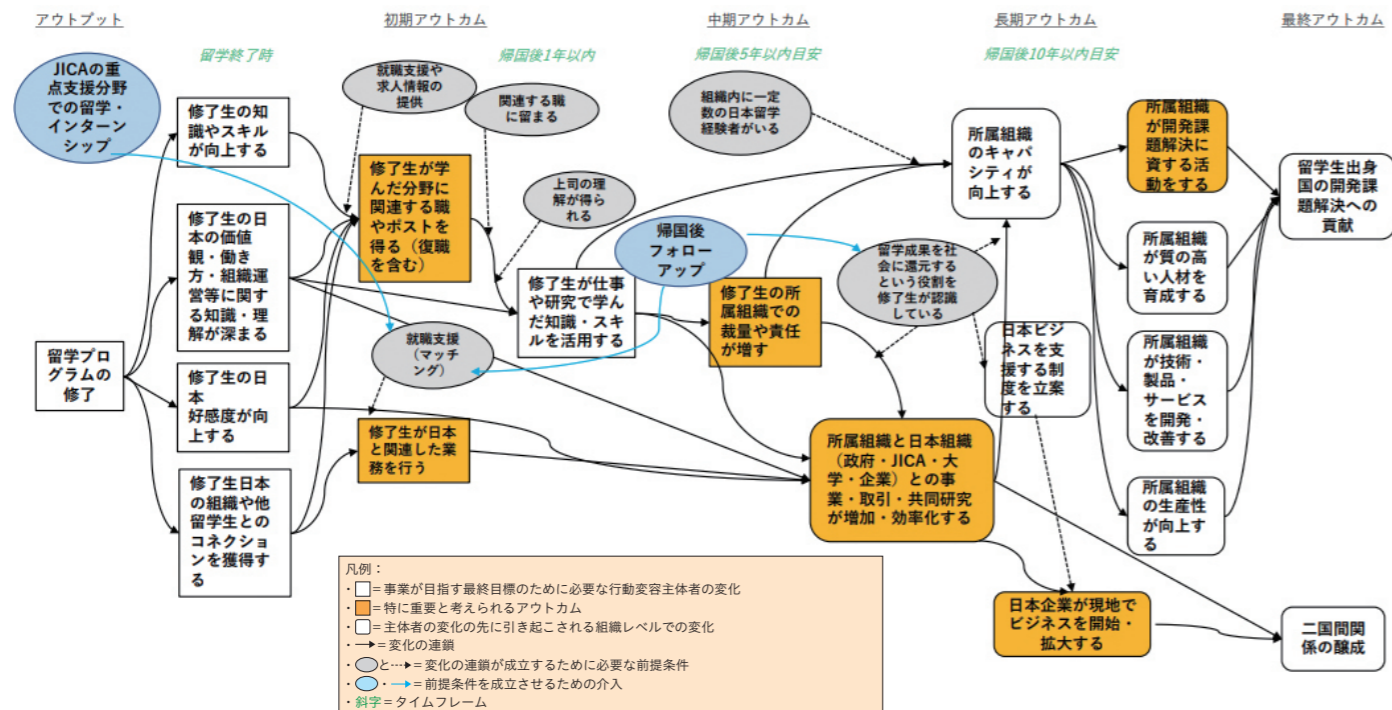 アウトプット
初期アウトカム
中期アウトカム
長期アウトカム
最終アウトカム
留学終了時
帰国後1年以内
帰国後5年以内目安
帰国後10年以内目安
JICAの重
点支援分野
での留学・
インターン
シップ
留学プロ
グラムの
修了
修了生の知
識やスキル
が向上する
修了生の日
本の価値
観・働き
方・組織運
営等に関す
る知識・理
解が深まる
修了生の日
本
好感度が向
上する
修了生日本
の組織や他
留学生との
コネクショ
ンを獲得す
る
就職支援や
求人情報の
提供
関連する職
に留まる
修了生が学
んだ分野に
関連する職
やポストを
得る（復職
を含む）
上司の理
解が得ら
れる
就職支援
（マッ
チング）
修了生が日本
と関連した業
務を行う
修了生が仕事
や研究で学ん
だ知識・スキ
ルを活用する
帰国後
フォロー
アップ
組織内に一定
数の日本留学
経験者がいる
修了生の所
属組織での
裁量や責任
が増す
留学成果を社
会に還元する
という役割を
修了生が認識
している
所属組織と日本組織
（政府・JICA・大
学・企業）との事
業・取引・共同研究
が増加・効率化する
所属組織
のキャパ
シティが
向上する
日本ビジ
ネスを支
援する制
度を立案
する
日本企業が現地で
ビジネスを開始・
拡大する
所属組織
が開発課
題解決に
資する活
動をする
所属組織
が質の高
い人材を
育成する
所属組織
が技術・
製品・
サービス
を開発・
改善する
所属組織
の生産性
が向上す
る
留学生出身
国の開発課
題解決への
貢献
二国間関
係の醸成
凡例：
・□＝事業が目指す最終目標のために必要な行動変容主体者の変化
・■＝特に重要と考えられるアウトカム
・▢＝主体者の変化の先に引き起こされる組織レベルでの変化
・→＝変化の連鎖
・と＝変化の連鎖が成立するために必要な前提条件
・・→＝前提条件を成立させるための介入
・斜字＝タイムフレーム